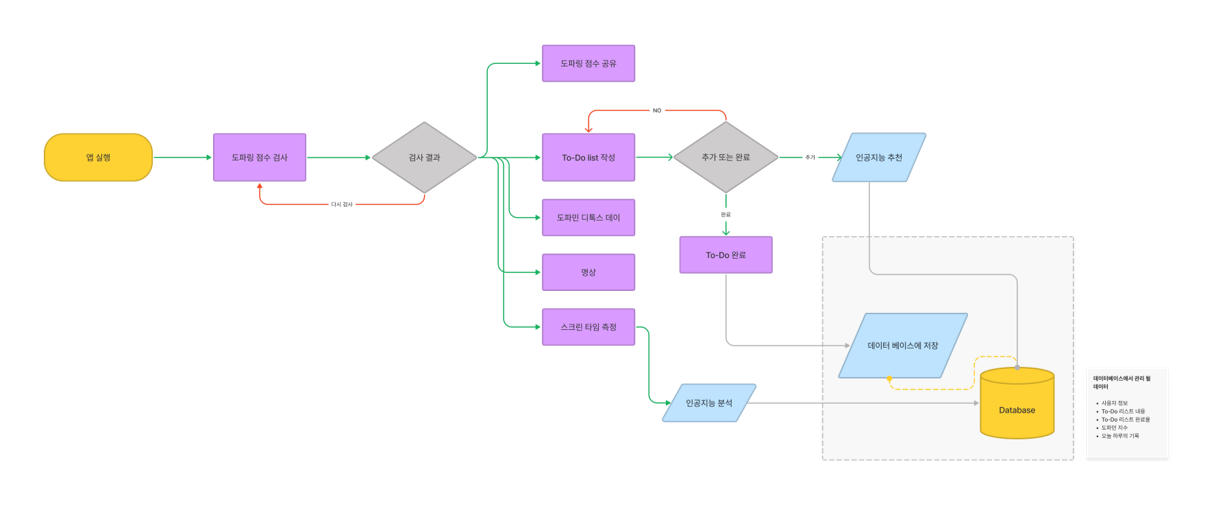 도파밍 점수 공유
NO
앱 실행
도파밍 점수 검사
검사 결과
To-Do list 작성
추가 또는 완료
추가
인공지능 추천
다시 검사
도파민 디톡스 데이
완료
To-Do 완료
명상
스크린 타임 측정
데이터 베이스에 저장
인공지능 분석
Database
데이터베이스에서 관리 될
데이터
• 사용자 정보
• To-Do 리스트 내용
• To-Do 리스트 완료율
• 도파민 지수
• 오늘 하루의 기록